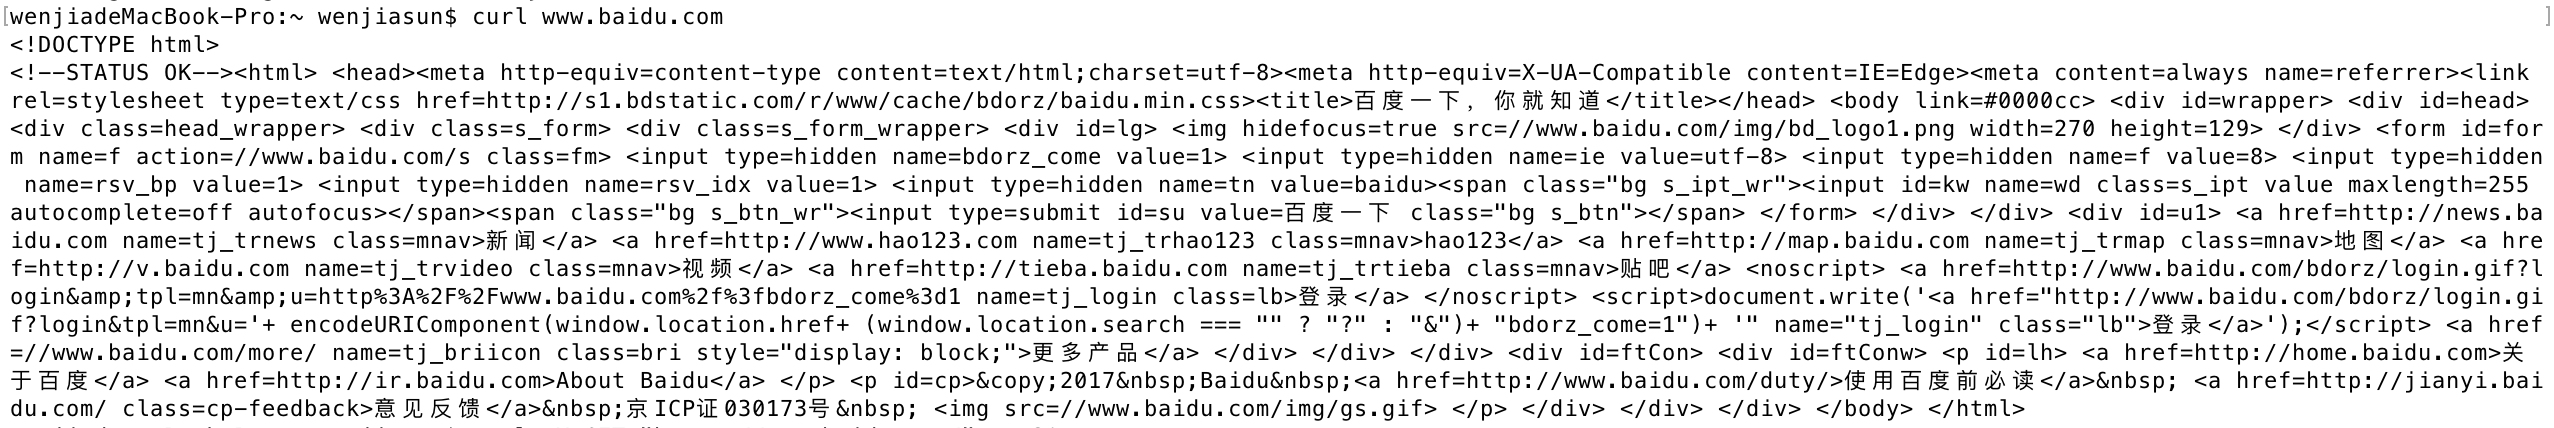 [wenjiadeMacBook-Pro:~ wenjiasun$ curl www.baidu.com ]
<!DOCTYPE html>
<!--STATUS OK--><html> <head><meta http-equiv=content-type content=text/html;charset=utf-8><meta http-equiv=X-UA-Compatible content=IE=Edge><meta content=always name=referrer><link
rel=stylesheet type=text/css href=http://s1.bdstatic.com/r/www/cache/bdorz/baidu.min.css><title>百度一下，你就知道</title></head> <body link=#0000cc> <div id=wrapper> <div id=head>
<div class=head_wrapper> <div class=s_form> <div class=s_form_wrapper> <div id=lg> <img hidefocus=true src=//www.baidu.com/img/bd_logo1.png width=270 height=129> </div> <form id=for
m name=f action=//www.baidu.com/s class=fm> <input type=hidden name=bdorz_come value=1> <input type=hidden name=ie value=utf-8> <input type=hidden name=f value=8> <input type=hidden
 name=rsv_bp value=1> <input type=hidden name=rsv_idx value=1> <input type=hidden name=tn value=baidu><span class="bg s_ipt_wr"><input id=kw name=wd class=s_ipt value maxlength=255
autocomplete=off autofocus></span><span class="bg s_btn_wr"><input type=submit id=su value=百度一下 class="bg s_btn"></span> </form> </div> </div> <div id=u1> <a href=http://news.ba
idu.com name=tj_trnews class=mnav>新闻</a> <a href=http://www.hao123.com name=tj_trhao123 class=mnav>hao123</a> <a href=http://map.baidu.com name=tj_trmap class=mnav>地图</a> <a hre
f=http://v.baidu.com name=tj_trvideo class=mnav>视频</a> <a href=http://tieba.baidu.com name=tj_trtieba class=mnav>贴吧</a> <noscript> <a href=http://www.baidu.com/bdorz/login.gif?l
ogin&amp;tpl=mn&amp;u=http%3A%2F%2Fwww.baidu.com%2f%3fbdorz_come%3d1 name=tj_login class=lb>登录</a> </noscript> <script>document.write('<a href="http://www.baidu.com/bdorz/login.gi
f?login&tpl=mn&u='+ encodeURIComponent(window.location.href+ (window.location.search === "" ? "?" : "&")+ "bdorz_come=1")+ '" name="tj_login" class="lb">登录</a>');</script> <a href
=//www.baidu.com/more/ name=tj_briicon class=bri style="display: block;">更多产品</a> </div> </div> </div> <div id=ftCon> <div id=ftConw> <p id=lh> <a href=http://home.baidu.com>关
于百度</a> <a href=http://ir.baidu.com>About Baidu</a> </p> <p id=cp>&copy;2017&nbsp;Baidu&nbsp;<a href=http://www.baidu.com/duty/>使用百度前必读</a>&nbsp; <a href=http://jianyi.bai
du.com/ class=cp-feedback>意见反馈</a>&nbsp;京ICP证030173号&nbsp; <img src=//www.baidu.com/img/gs.gif> </p> </div> </div> </div> </body> </html>